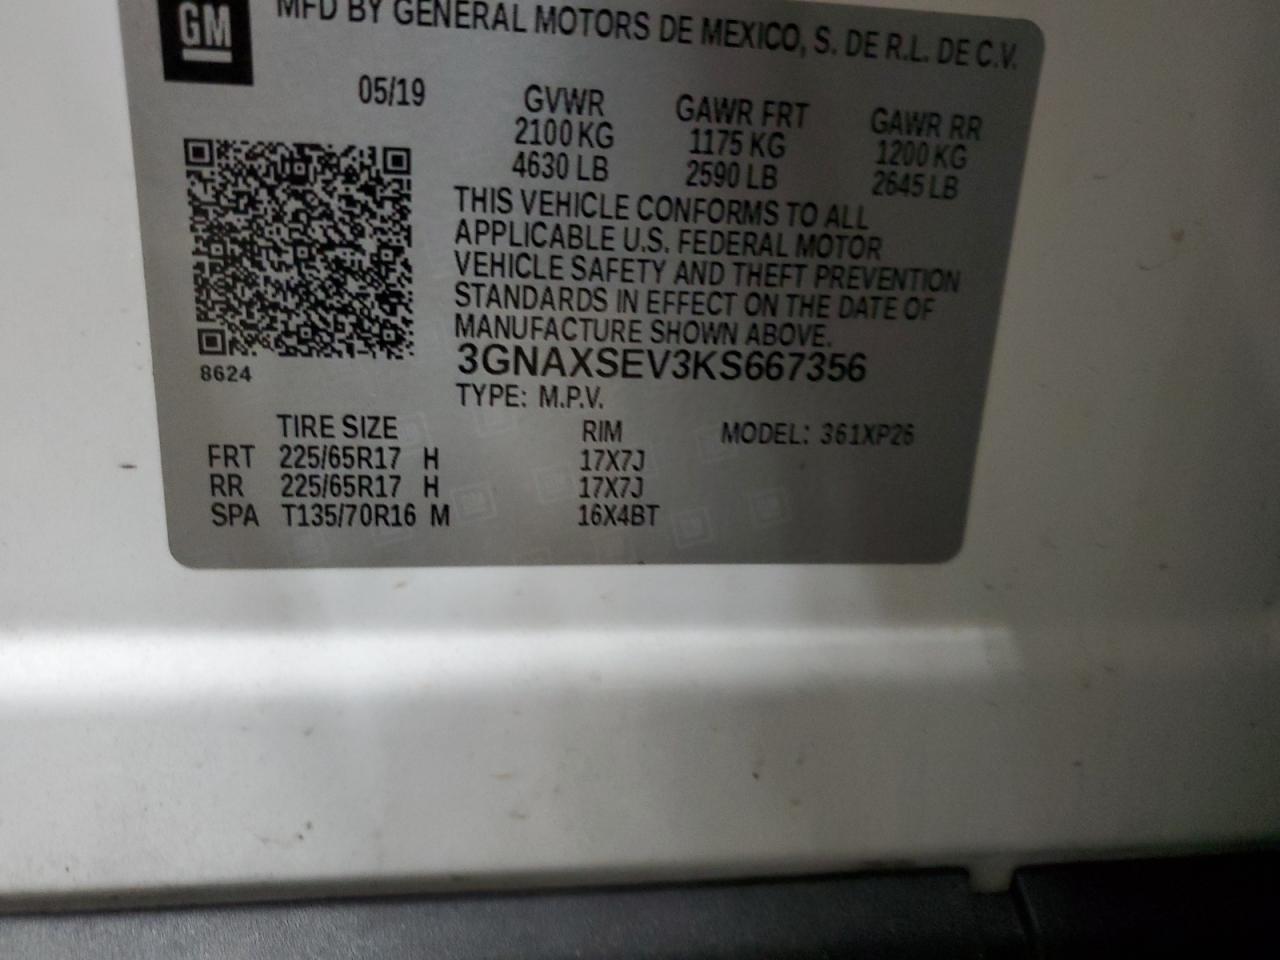 GM
MFD BY GENERAL MOTORS DE MEXICO, S. DE R.L. DE C.V.
05/19
GVWR GAWR FRT GAWR RR
2100 KG 1175 KG 1200 KG
4630 LB 2590 LB 2645 LB
THIS VEHICLE CONFORMS TO ALL
APPLICABLE U.S. FEDERAL MOTOR
VEHICLE SAFETY AND THEFT PREVENTION
STANDARDS IN EFFECT ON THE DATE OF
MANUFACTURE SHOWN ABOVE.
3GNAXSEV3KS667356
8624
TYPE: M.P.V.
TIRE SIZE RIM MODEL: 361XP26
FRT 225/65R17 H 17X7J
RR 225/65R17 H 17X7J
SPA T135/70R16 M 16X4BT